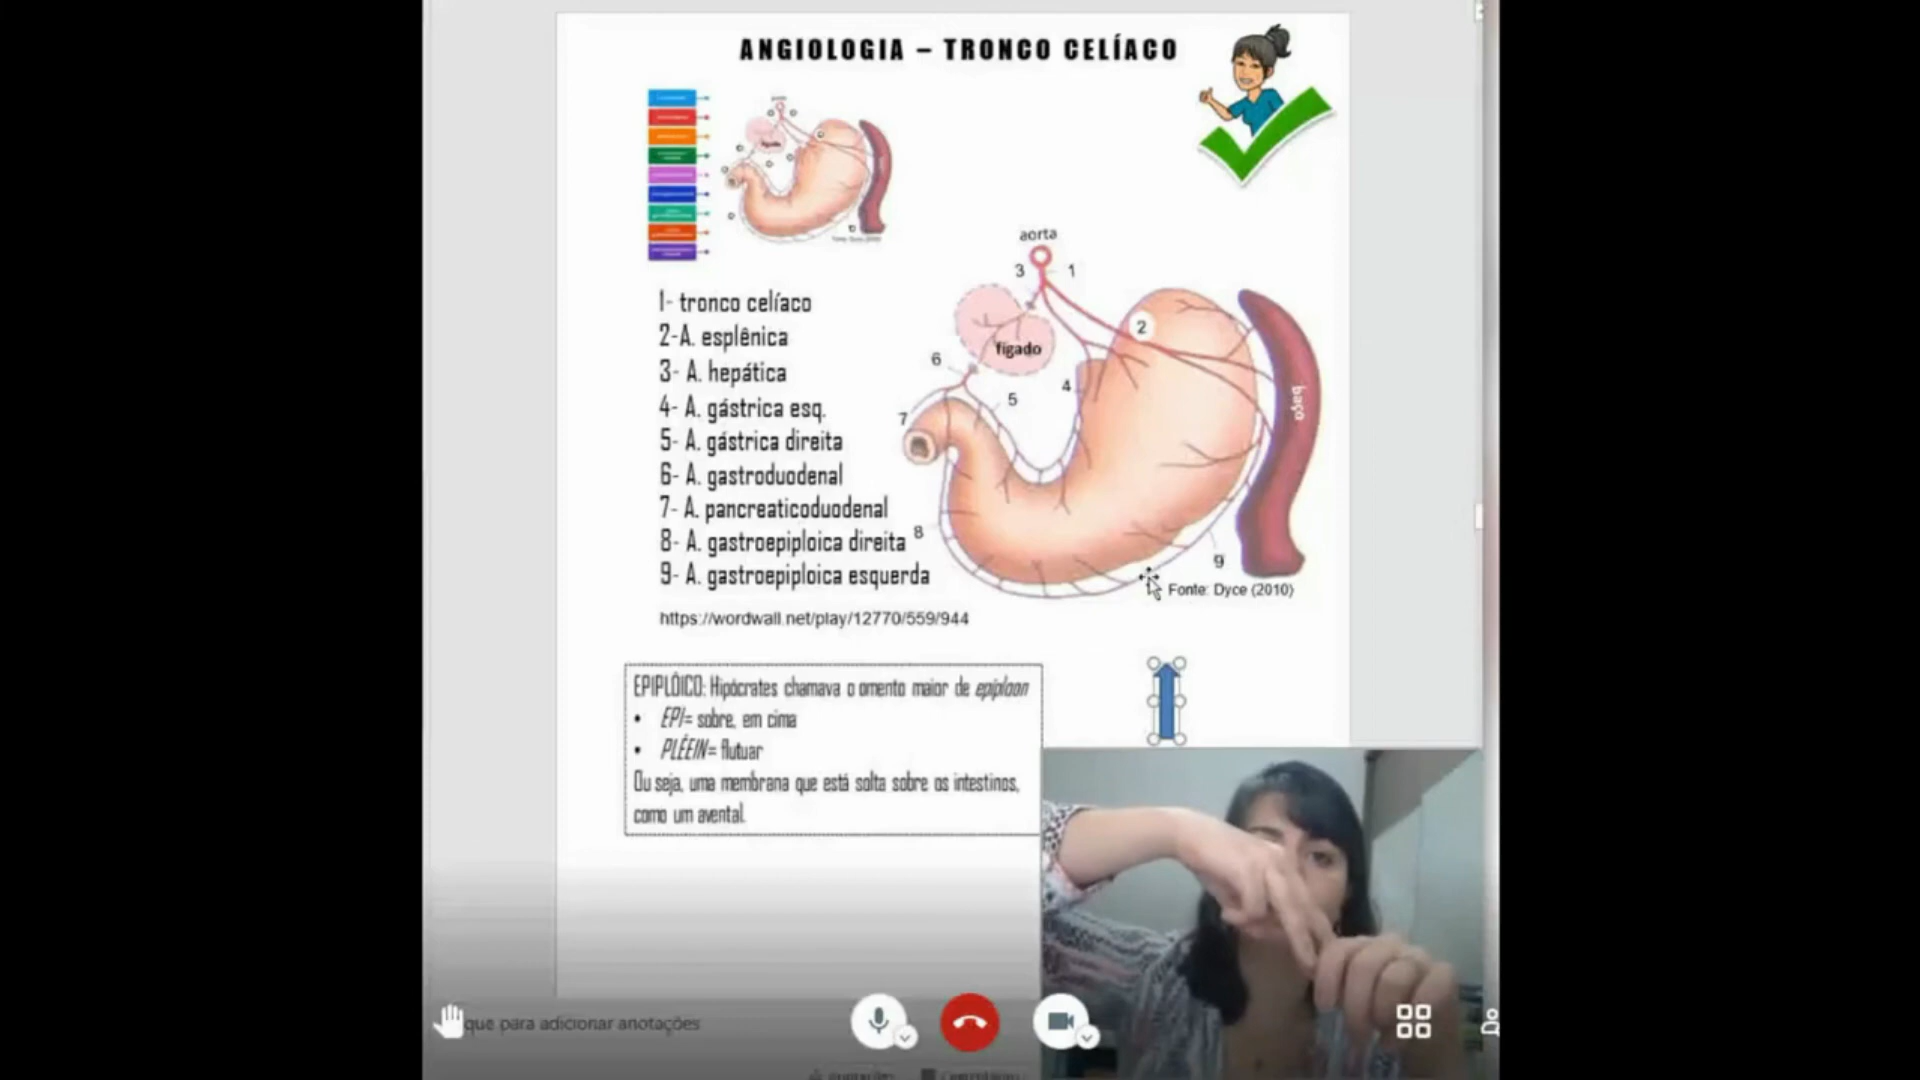 ANGIOLOGIA – TRONCO CELÍACO
fígado
aorta
3
1
2
fígado
6
4
5
7
baço
8
9
Fonte: Dyce (2010)
1- tronco celíaco
2-A. esplênica
3- A. hepática
4- A. gástrica esq.
5- A. gástrica direita
6- A. gastroduodenal
7- A. pancreaticoduodenal
8- A. gastroepiploica direita
9- A. gastroepiploica esquerda
https://wordwall.net/play/12770/559/944
EPIPLÓICO: Hipócrates chamava o omento maior de epiploon
• EPI= sobre, em cima
• PLÉEIN= flutuar
Ou seja, uma membrana que está solta sobre os intestinos,
como um avental.
que para adicionar anotações